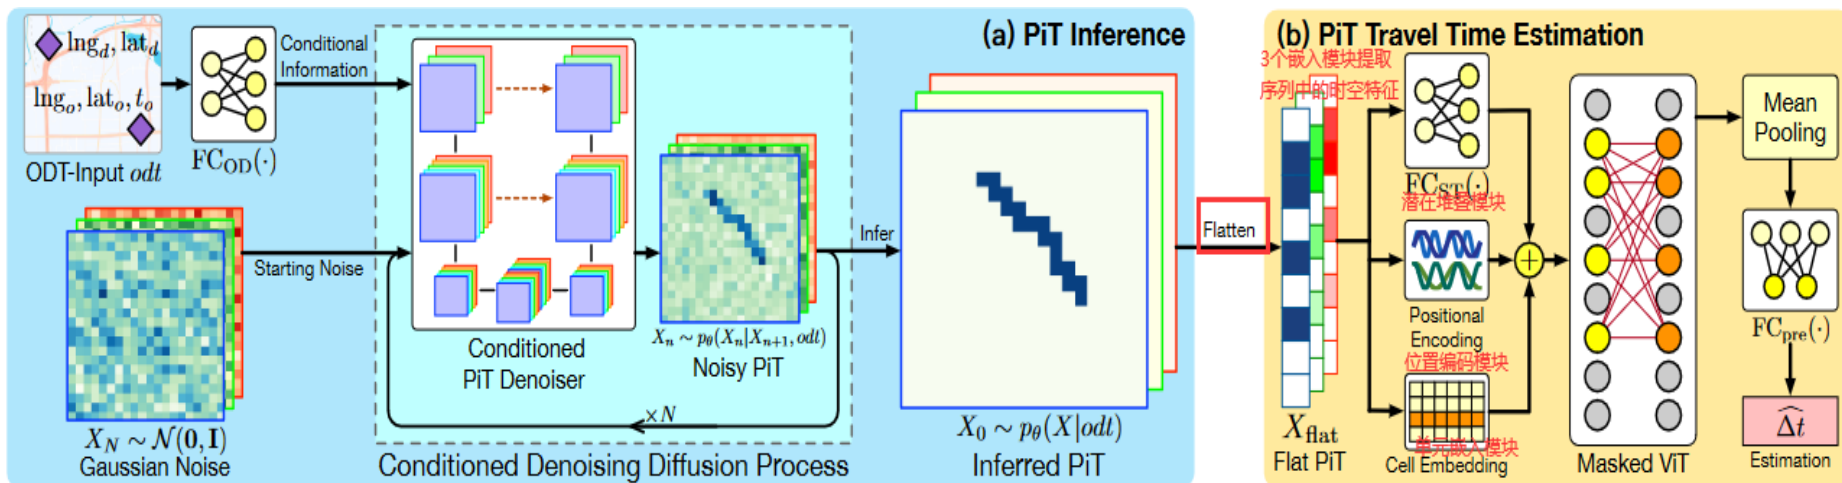 (a) PiT Inference
lng_d, lat_d
lng_o, lat_o, t_o
ODT-Input odt
FC_OD(·)
Conditional
Information
X_N ∼ 𝒩(0, I)
Gaussian Noise
Starting Noise
Conditioned
PiT Denoiser
X_n ∼ p_θ(X_n|X_{n+1}, odt)
Noisy PiT
×N
Conditioned Denoising Diffusion Process
Infer
X_0 ∼ p_θ(X|odt)
Inferred PiT
Flatten
(b) PiT Travel Time Estimation
3个嵌入模块提取
序列中的时空特征
X_flat
Flat PiT
FC_ST(·)
潜在堆叠模块
Positional
Encoding
位置编码模块
单元嵌入模块
Cell Embedding
+
Masked ViT
Mean
Pooling
FC_pre(·)
Δ̂t
Estimation